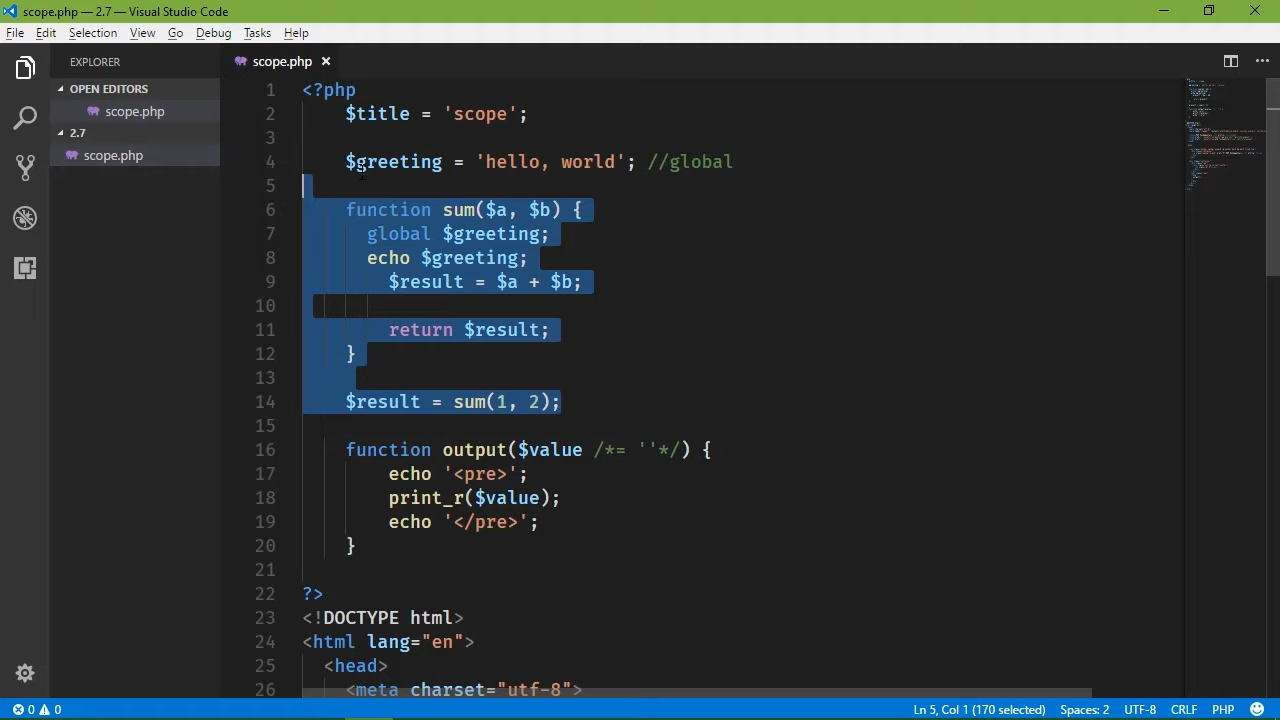 scope.php — 2.7 — Visual Studio Code
File Edit Selection View Go Debug Tasks Help
EXPLORER
OPEN EDITORS
scope.php
2.7
scope.php
scope.php ×
1 <?php
2 $title = 'scope';
3
4 $greeting = 'hello, world'; //global
5
6 function sum($a, $b) {
7 global $greeting;
8 echo $greeting;
9 $result = $a + $b;
10
11 return $result;
12 }
13
14 $result = sum(1, 2);
15
16 function output($value /*= ''*/) {
17 echo '<pre>';
18 print_r($value);
19 echo '</pre>';
20 }
21
22 ?>
23 <!DOCTYPE html>
24 <html lang="en">
25 <head>
26 <meta charset="utf-8">
0 0 Ln 5, Col 1 (170 selected) Spaces: 2 UTF-8 CRLF PHP